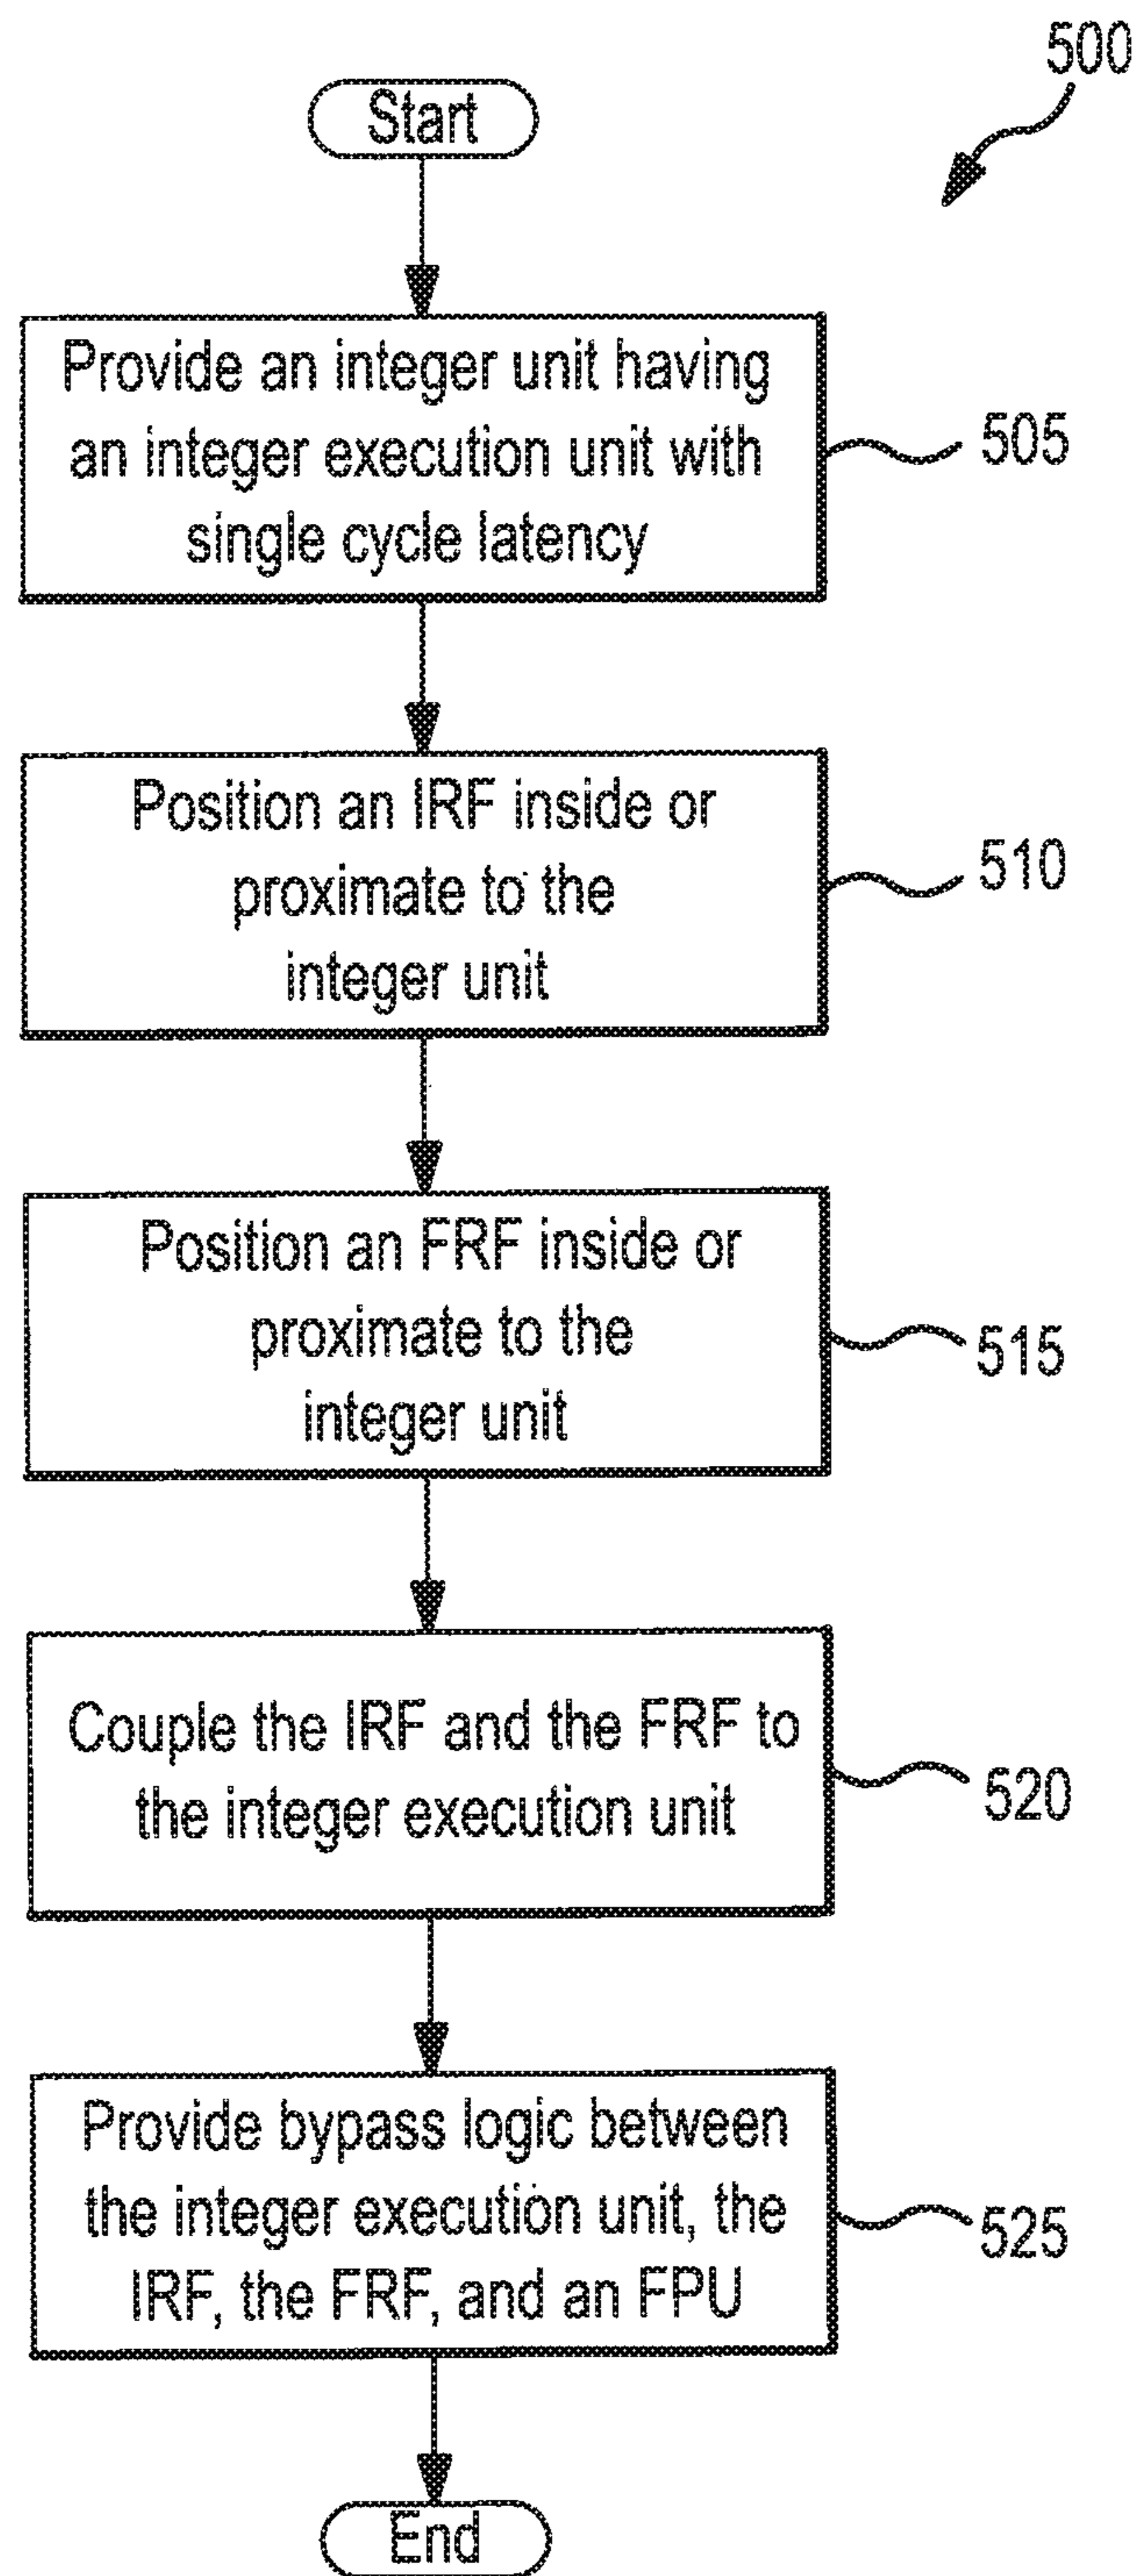 500
Start
Provide an integer unit having
an integer execution unit with
single cycle latency
505
Position an IRF inside or
proximate to the
integer unit
510
Position an FRF inside or
proximate to the
integer unit
515
Couple the IRF and the FRF to
the integer execution unit
520
Provide bypass logic between
the integer execution unit, the
IRF, the FRF, and an FPU
525
End